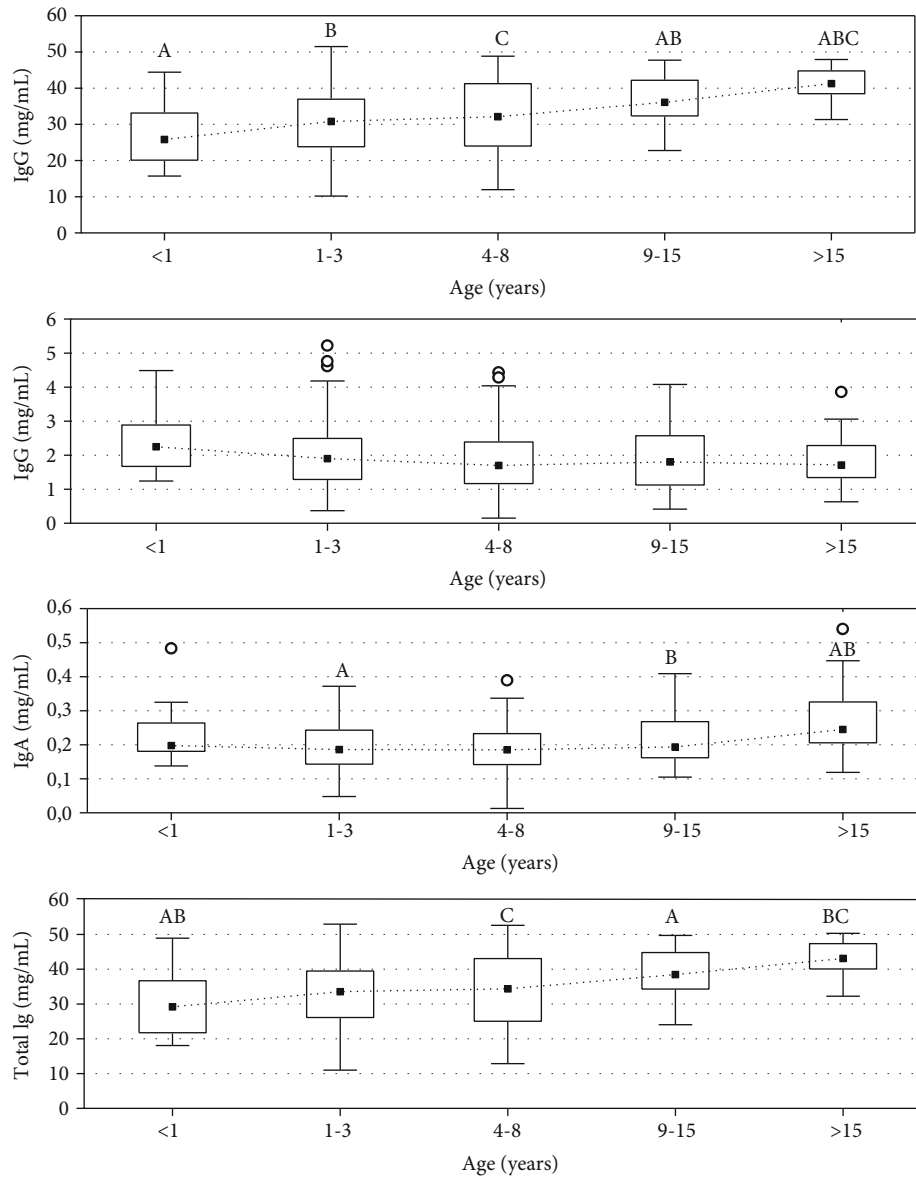 IgG (mg/mL)
60
50
40
30
20
10
0
A
B
C
AB
ABC
<1
1-3
4-8
9-15
>15
Age (years)
IgG (mg/mL)
6
5
4
3
2
1
0
<1
1-3
4-8
9-15
>15
Age (years)
IgA (mg/mL)
0,6
0,5
0,4
0,3
0,2
0,1
0,0
A
B
AB
<1
1-3
4-8
9-15
>15
Age (years)
Total lg (mg/mL)
60
50
40
30
20
10
0
AB
C
A
BC
<1
1-3
4-8
9-15
>15
Age (years)